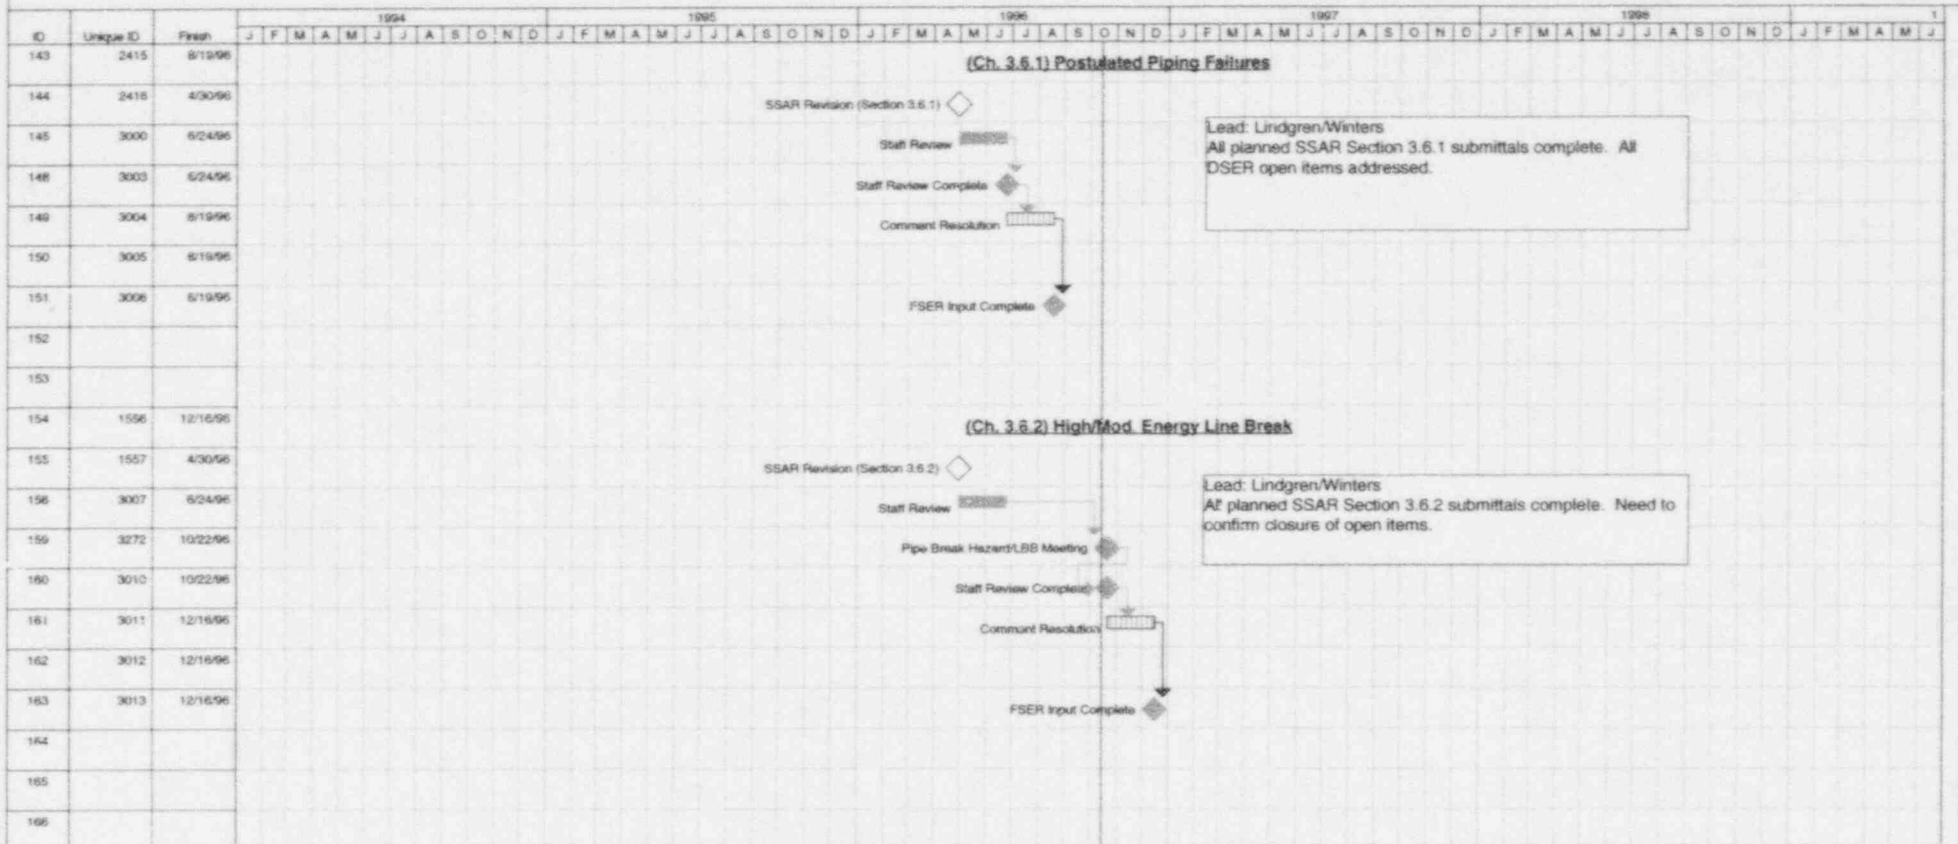 1994 1995 1996 1997 1998 1
ID Unique ID Finish J F M A M J J A S O N D J F M A M J J A S O N D J F M A M J J A S O N D J F M A M J J A S O N D J F M A M J J A S O N D J F M A M J
143 2415 8/19/96 (Ch. 3.6.1) Postulated Piping Failures
144 2416 4/30/96 SSAR Revision (Section 3.6.1)
145 3000 6/24/96 Staff Review
Lead: Lindgren/Winters
All planned SSAR Section 3.6.1 submittals complete. All
DSER open items addressed.
148 3003 6/24/96 Staff Review Complete
149 3004 8/19/96 Comment Resolution
150 3005 8/19/96
151 3006 8/19/96 FSER Input Complete
152
153
154 1556 12/16/96 (Ch. 3.6.2) High/Mod. Energy Line Break
155 1557 4/30/96 SSAR Revision (Section 3.6.2)
156 3007 6/24/96 Staff Review
Lead: Lindgren/Winters
All planned SSAR Section 3.6.2 submittals complete. Need to
confirm closure of open items.
159 3272 10/22/96 Pipe Break Hazard/LBB Meeting
160 3010 10/22/96 Staff Review Complete
161 3011 12/16/96 Comment Resolution
162 3012 12/16/96
163 3013 12/16/96 FSER Input Complete
164
165
166